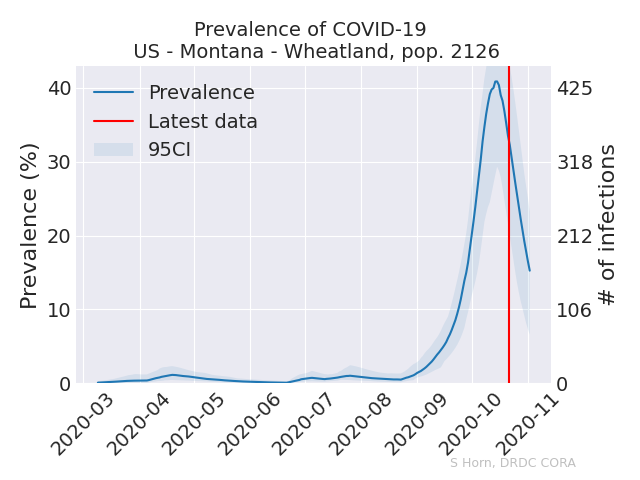 Prevalence of COVID-19
US - Montana - Wheatland, pop. 2126
Prevalence
Latest data
95CI
Prevalence (%)
40
30
20
10
0
425
318
212
106
0
# of infections
2020-03
2020-04
2020-05
2020-06
2020-07
2020-08
2020-09
2020-10
2020-11
S Horn, DRDC CORA